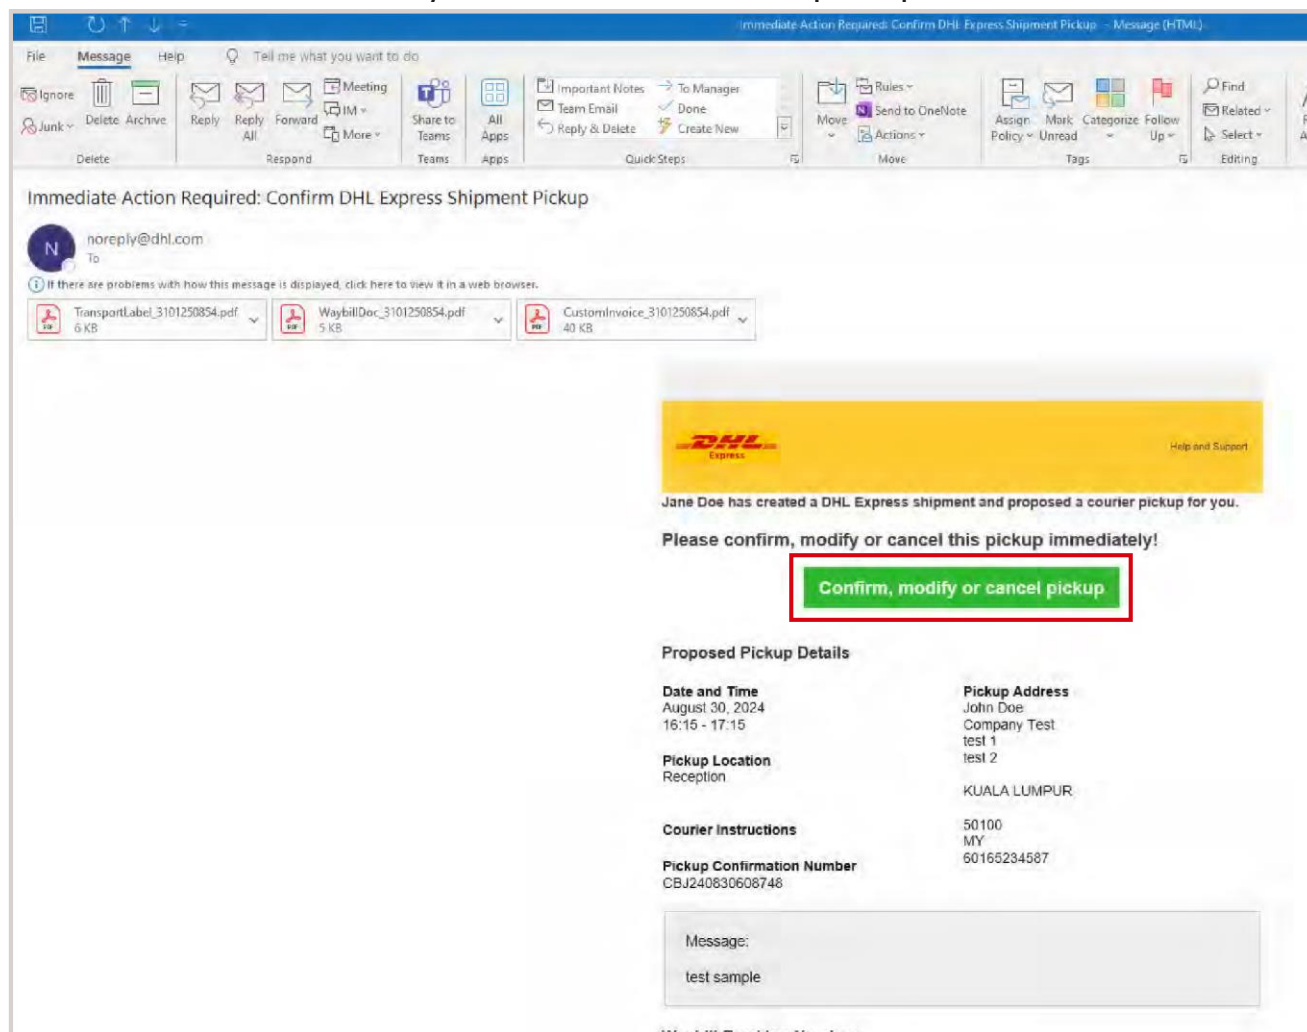 Immediate Action Required: Confirm DHL Express Shipment Pickup - Message (HTML)
File Message Help Tell me what you want to do
Ignore
Junk
Delete Archive
Reply Reply All Forward
Meeting
IM
More
Share to Teams
All Apps
Important Notes
Team Email
Reply & Delete
To Manager
Done
Create New
Move
Rules
Send to OneNote
Actions
Assign Policy Mark Unread Categorize Follow Up
Find
Related
Select
Delete Respond Teams Apps Quick Steps Move Tags Editing
Immediate Action Required: Confirm DHL Express Shipment Pickup
N
noreply@dhl.com
To
If there are problems with how this message is displayed, click here to view it in a web browser.
TransportLabel_3101250854.pdf
6 KB
WaybillDoc_3101250854.pdf
5 KB
CustomInvoice_3101250854.pdf
40 KB
DHL
Express
Help and Support
Jane Doe has created a DHL Express shipment and proposed a courier pickup for you.
Please confirm, modify or cancel this pickup immediately!
Confirm, modify or cancel pickup
Proposed Pickup Details
Date and Time
August 30, 2024
16:15 - 17:15
Pickup Location
Reception
Courier Instructions
Pickup Confirmation Number
CBJ240830608748
Pickup Address
John Doe
Company Test
test 1
test 2
KUALA LUMPUR
50100
MY
60165234587
Message:
test sample